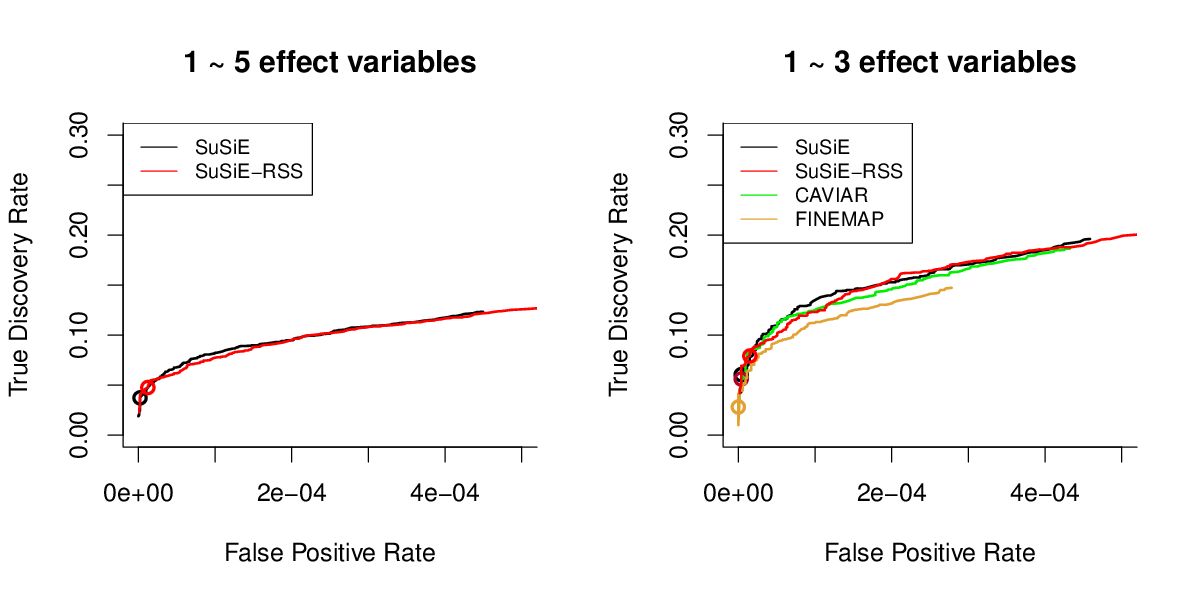 1 ~ 5 effect variables
SuSiE
SuSiE−RSS
True Discovery Rate
0.00
0.10
0.20
0.30
0e+00
2e−04
4e−04
False Positive Rate
1 ~ 3 effect variables
SuSiE
SuSiE−RSS
CAVIAR
FINEMAP
True Discovery Rate
0.00
0.10
0.20
0.30
0e+00
2e−04
4e−04
False Positive Rate